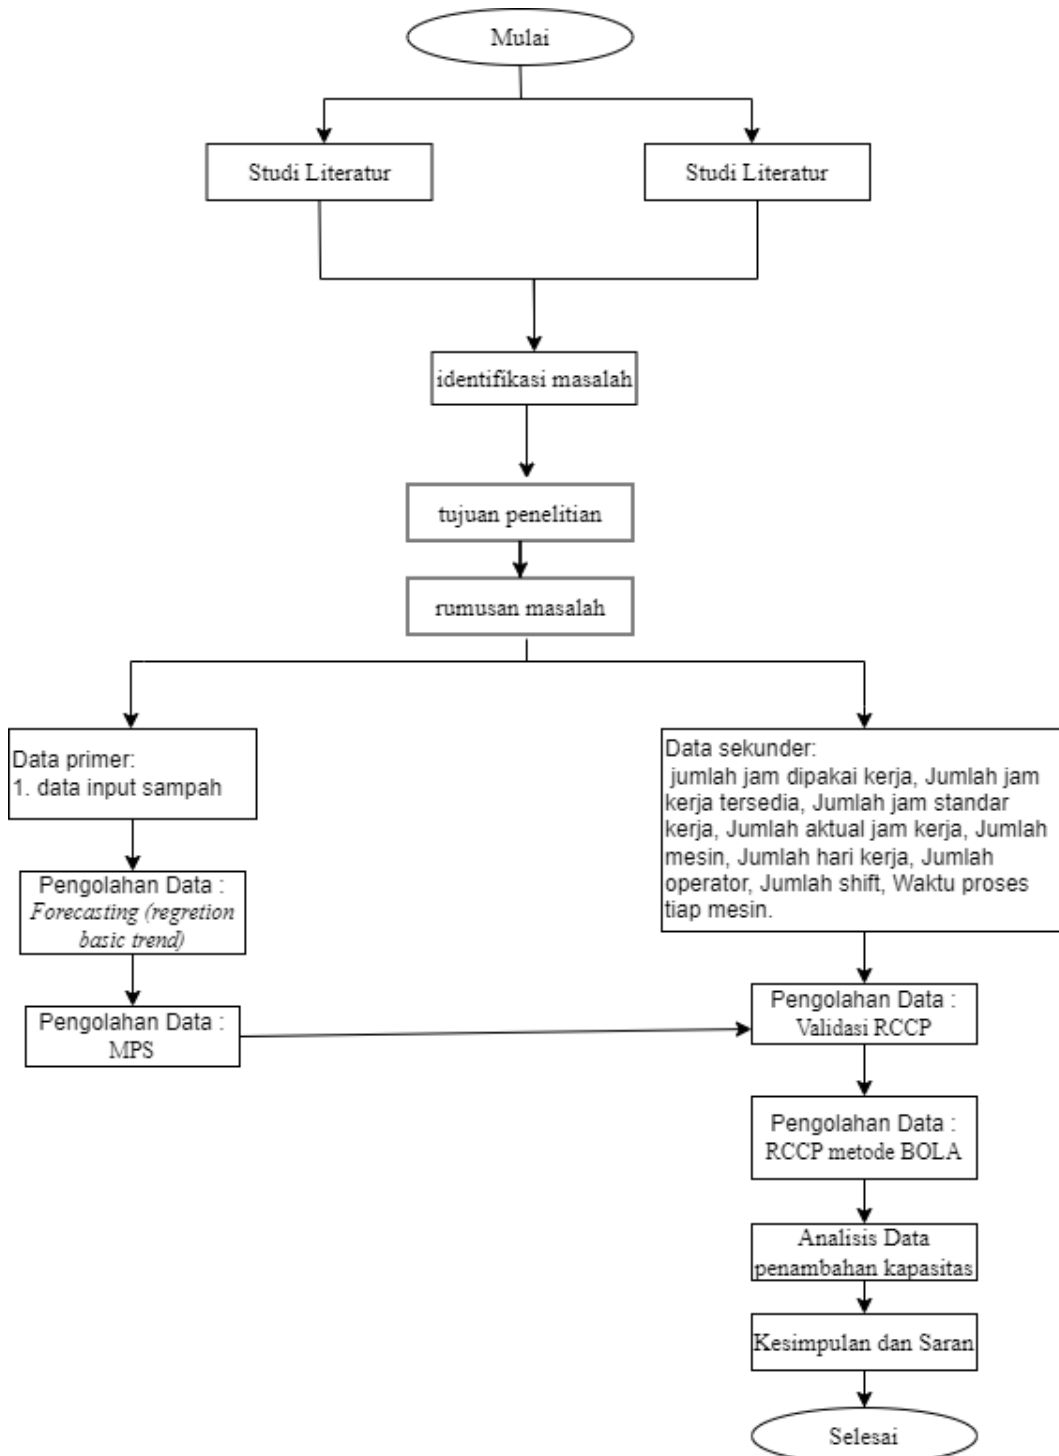 Mulai
Studi Literatur
Studi Literatur
identifikasi masalah
tujuan penelitian
rumusan masalah
Data primer:
1. data input sampah
Data sekunder:
jumlah jam dipakai kerja, Jumlah jam
kerja tersedia, Jumlah jam standar
kerja, Jumlah aktual jam kerja, Jumlah
mesin, Jumlah hari kerja, Jumlah
operator, Jumlah shift, Waktu proses
tiap mesin.
Pengolahan Data :
Forecasting (regretion
basic trend)
Pengolahan Data :
MPS
Pengolahan Data :
Validasi RCCP
Pengolahan Data :
RCCP metode BOLA
Analisis Data
penambahan kapasitas
Kesimpulan dan Saran
Selesai